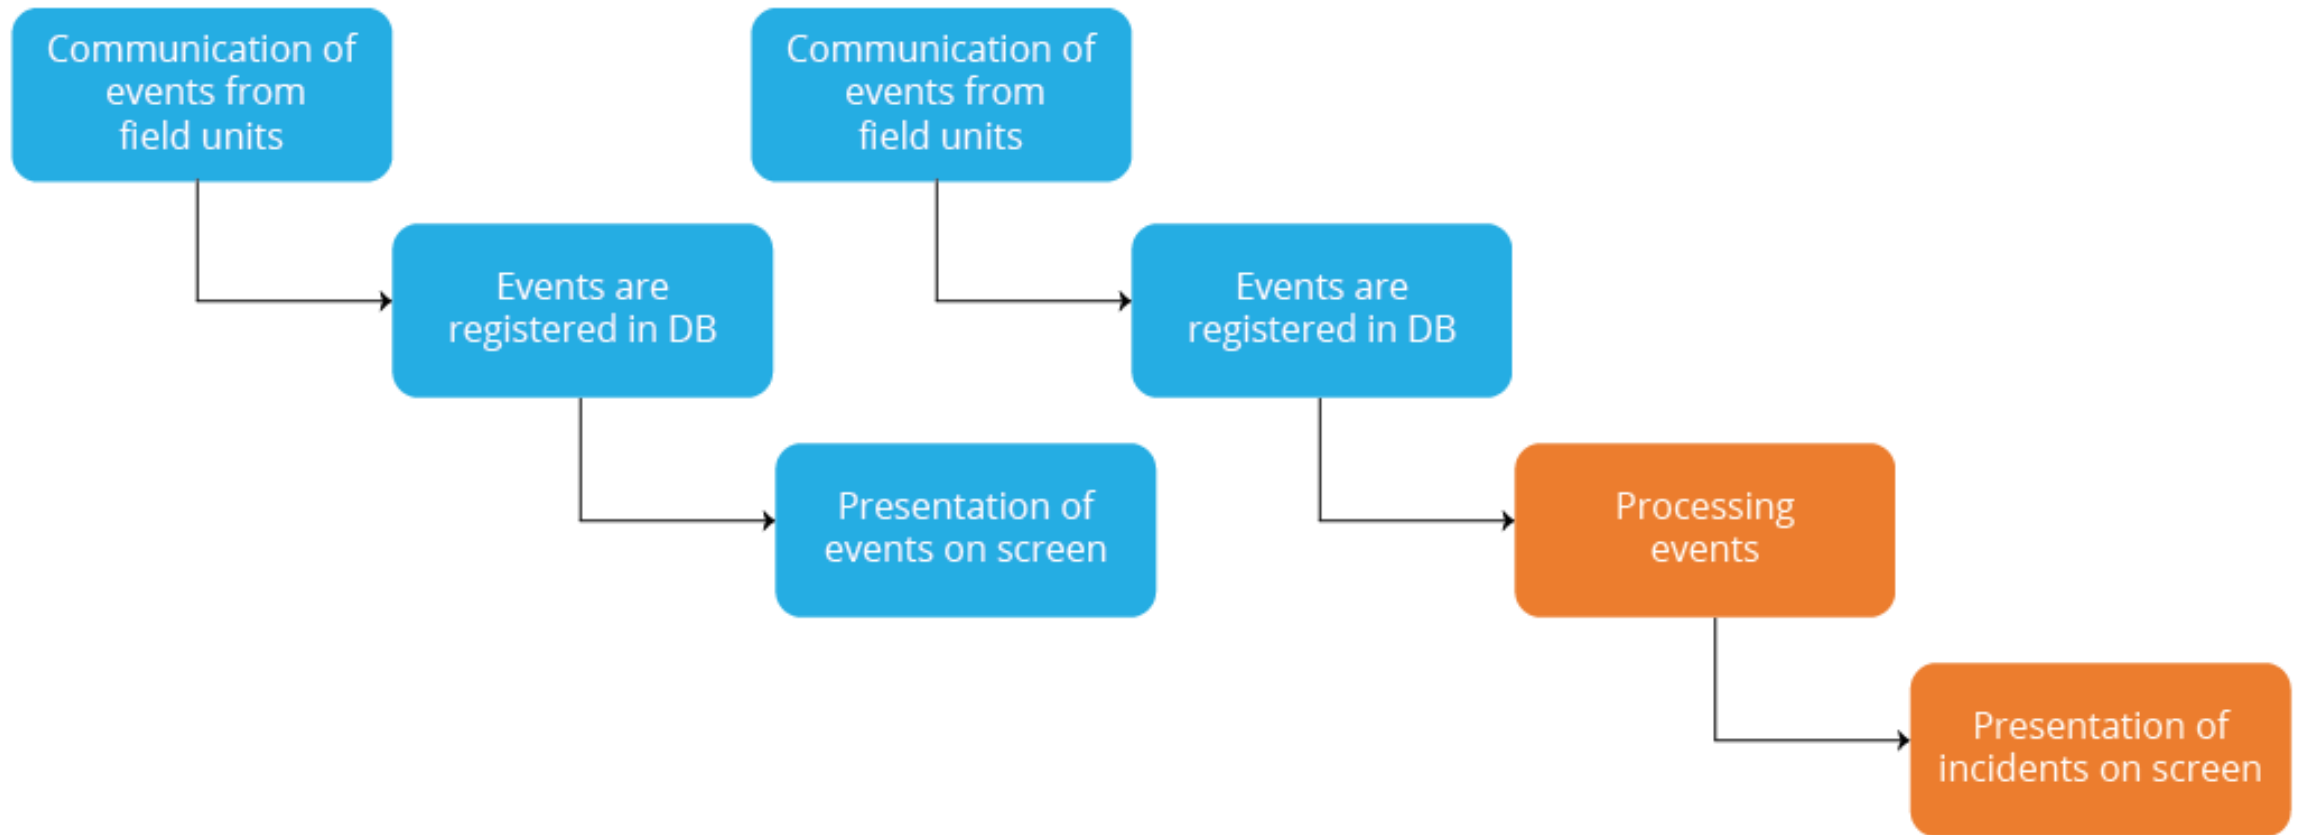 Communication of
events from
field units
Events are
registered in DB
Presentation of
events on screen
Communication of
events from
field units
Events are
registered in DB
Processing
events
Presentation of
incidents on screen